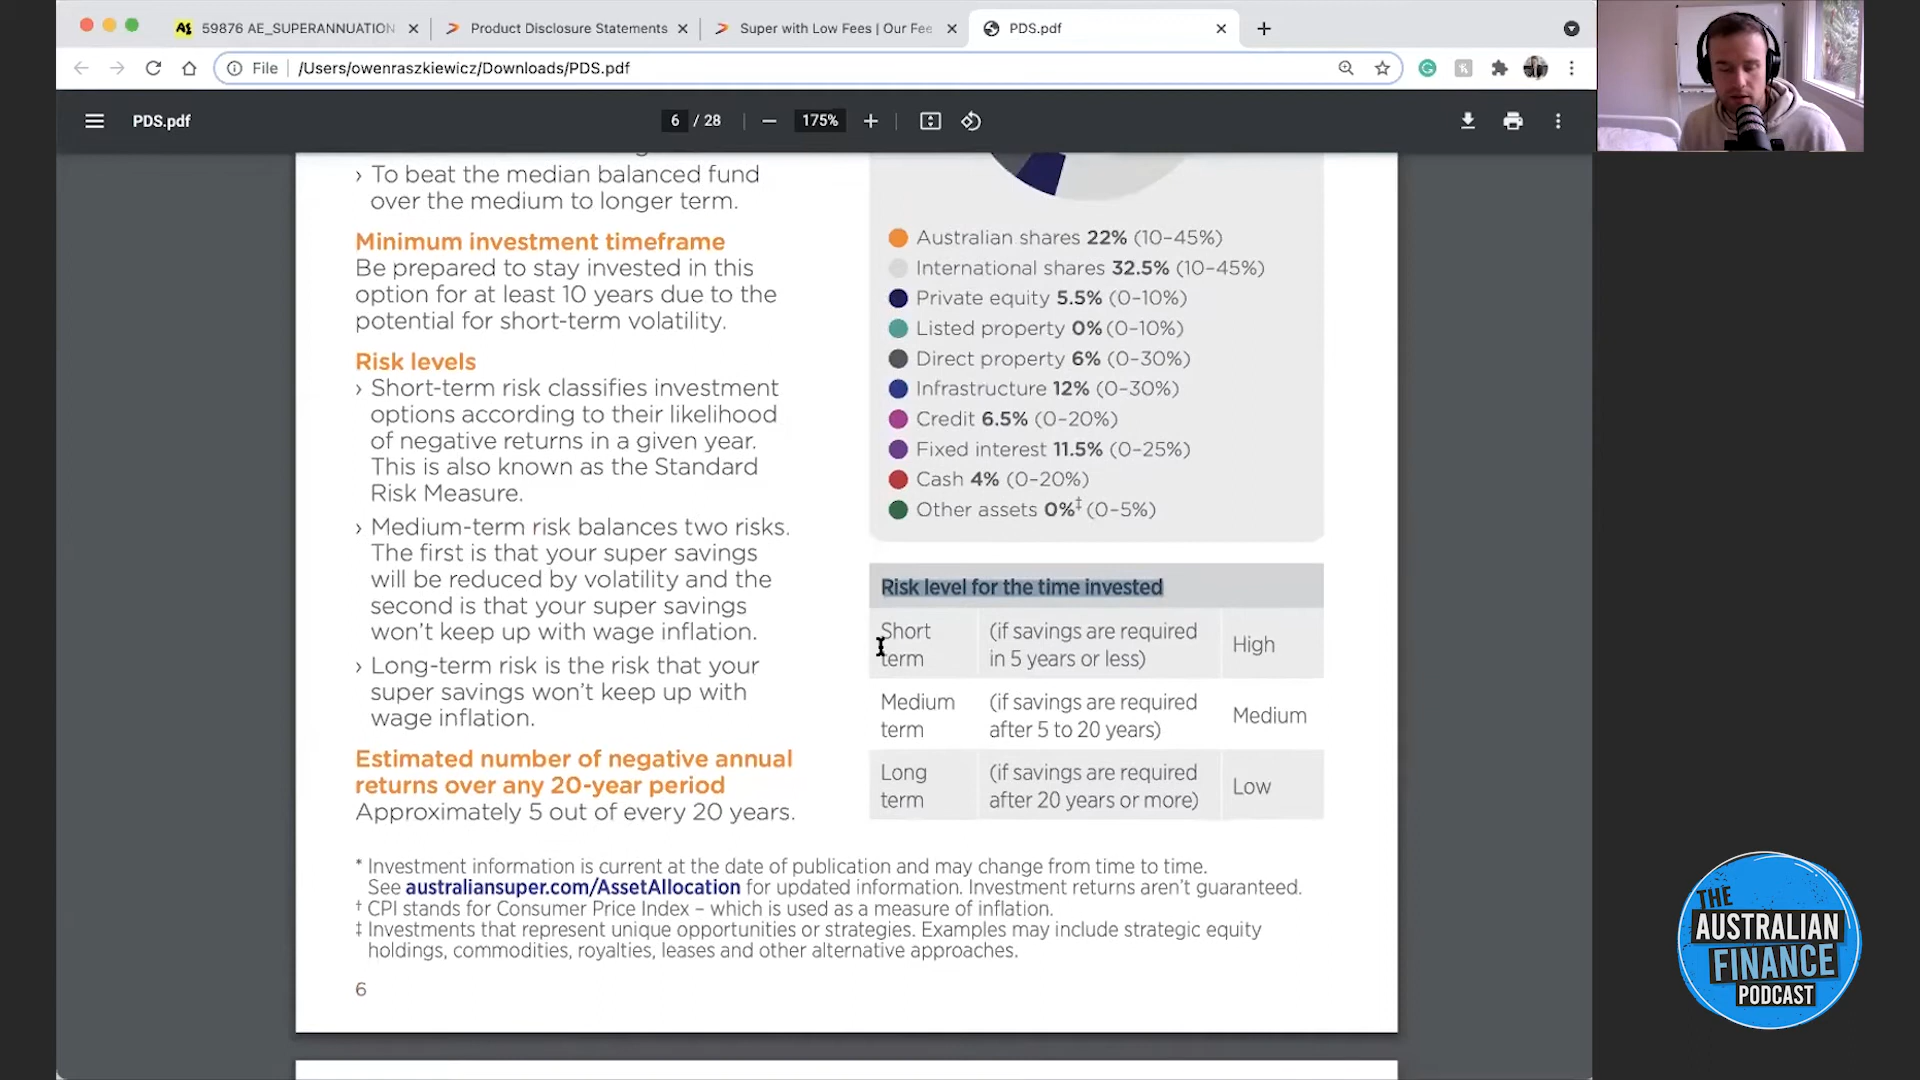 59876 AE_SUPERANNUATION
Product Disclosure Statements
Super with Low Fees | Our Fee
PDS.pdf
File
/Users/owenraszkiewicz/Downloads/PDS.pdf
PDS.pdf
6 / 28
175%
› To beat the median balanced fund
over the medium to longer term.
Minimum investment timeframe
Be prepared to stay invested in this
option for at least 10 years due to the
potential for short-term volatility.
Risk levels
› Short-term risk classifies investment
options according to their likelihood
of negative returns in a given year.
This is also known as the Standard
Risk Measure.
› Medium-term risk balances two risks.
The first is that your super savings
will be reduced by volatility and the
second is that your super savings
won't keep up with wage inflation.
› Long-term risk is the risk that your
super savings won't keep up with
wage inflation.
Estimated number of negative annual
returns over any 20-year period
Approximately 5 out of every 20 years.
Australian shares 22% (10–45%)
International shares 32.5% (10–45%)
Private equity 5.5% (0–10%)
Listed property 0% (0–10%)
Direct property 6% (0–30%)
Infrastructure 12% (0–30%)
Credit 6.5% (0–20%)
Fixed interest 11.5% (0–25%)
Cash 4% (0–20%)
Other assets 0%‡ (0–5%)
Risk level for the time invested
Short term (if savings are required in 5 years or less) High
Medium term (if savings are required after 5 to 20 years) Medium
Long term (if savings are required after 20 years or more) Low
* Investment information is current at the date of publication and may change from time to time.
See australiansuper.com/AssetAllocation for updated information. Investment returns aren't guaranteed.
† CPI stands for Consumer Price Index – which is used as a measure of inflation.
‡ Investments that represent unique opportunities or strategies. Examples may include strategic equity
holdings, commodities, royalties, leases and other alternative approaches.
6
THE
AUSTRALIAN
FINANCE
PODCAST